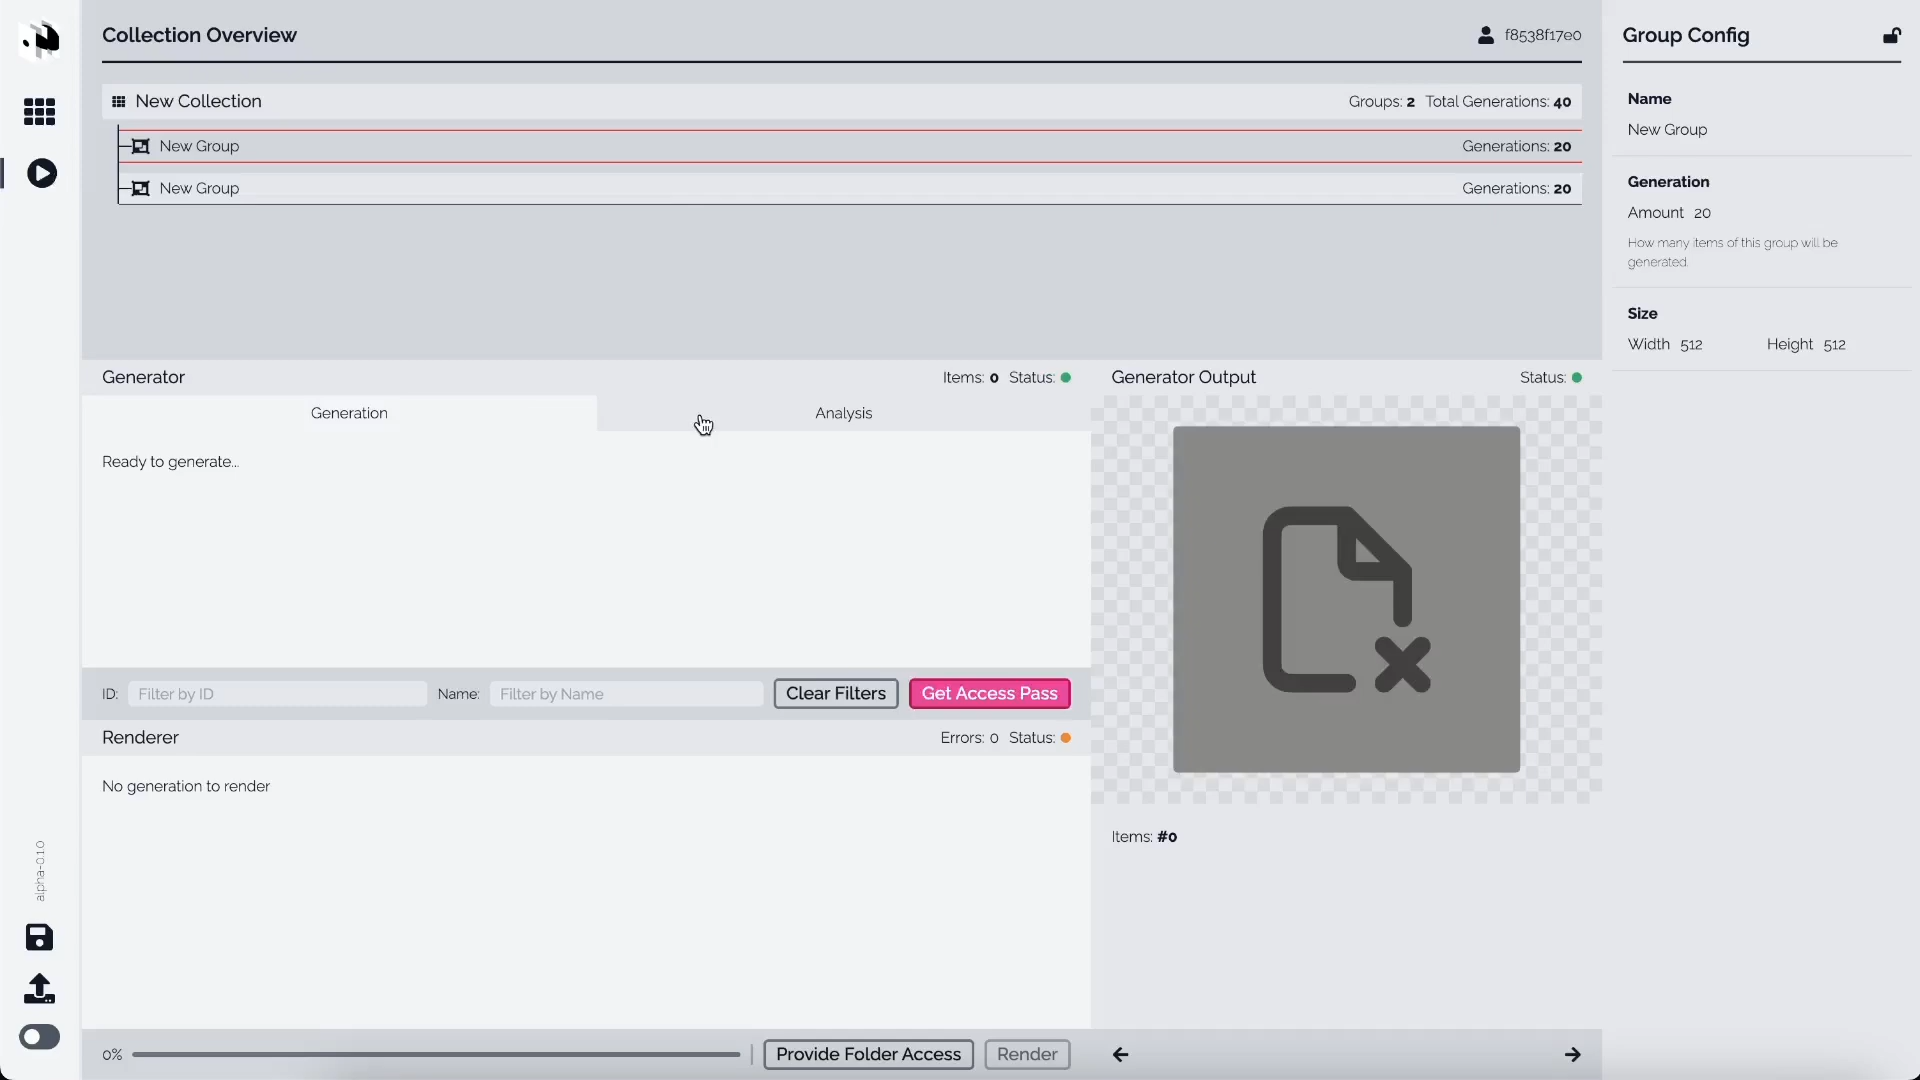 Collection Overview
f8538f17e0
New Collection
Groups: 2 Total Generations: 40
New Group
Generations: 20
New Group
Generations: 20
Group Config
Name
New Group
Generation
Amount 20
How many items of this group will be
generated.
Size
Width 512
Height 512
Generator
Items: 0 Status:
Generation
Analysis
Ready to generate...
ID:
Filter by ID
Name:
Filter by Name
Clear Filters
Get Access Pass
Generator Output
Status:
Items: #0
Renderer
Errors: 0 Status:
No generation to render
0%
Provide Folder Access
Render
alpha-0.1.0